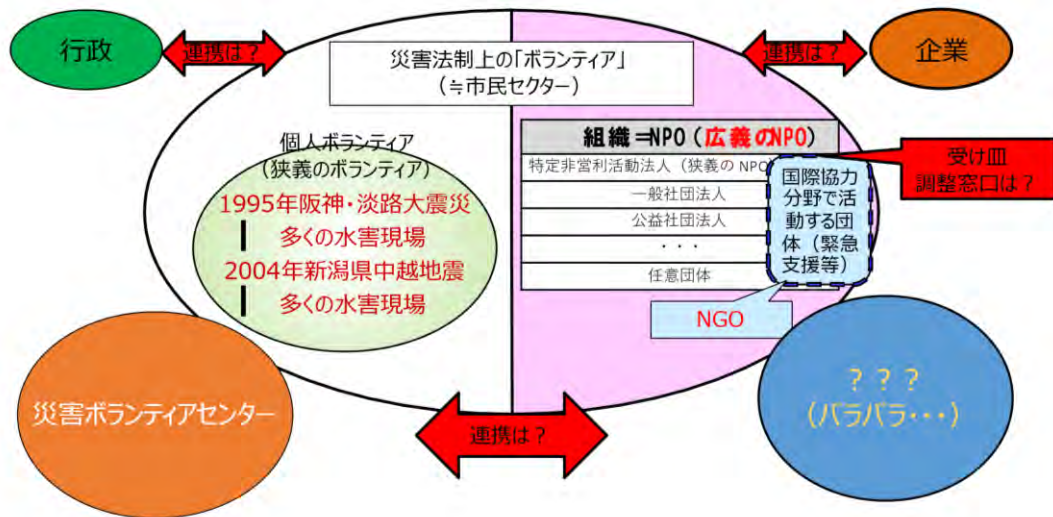 行政
連携は？
災害法制上の「ボランティア」
（≒市民セクター）
連携は？
企業
個人ボランティア
（狭義のボランティア）
1995年阪神・淡路大震災
多くの水害現場
2004年新潟県中越地震
多くの水害現場
組織＝NPO（広義のNPO）
特定非営利活動法人（狭義の NPO）
一般社団法人
公益社団法人
・・・
任意団体
国際協力
分野で活
動する団
体（緊急
支援等）
NGO
受け皿
調整窓口は？
災害ボランティアセンター
連携は？
？？？
（バラバラ・・・）